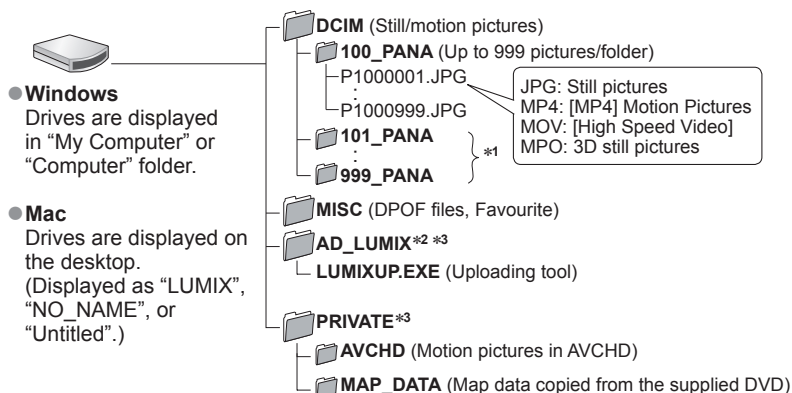 ●Windows
Drives are displayed
in “My Computer” or
“Computer” folder.
●Mac
Drives are displayed on
the desktop.
(Displayed as “LUMIX”,
“NO_NAME”, or
“Untitled”.)
DCIM (Still/motion pictures)
100_PANA (Up to 999 pictures/folder)
P1000001.JPG
:
P1000999.JPG
JPG: Still pictures
MP4: [MP4] Motion Pictures
MOV: [High Speed Video]
MPO: 3D still pictures
101_PANA
:
999_PANA
*1
MISC (DPOF files, Favourite)
AD_LUMIX*2 *3
LUMIXUP.EXE (Uploading tool)
PRIVATE*3
AVCHD (Motion pictures in AVCHD)
MAP_DATA (Map data copied from the supplied DVD)